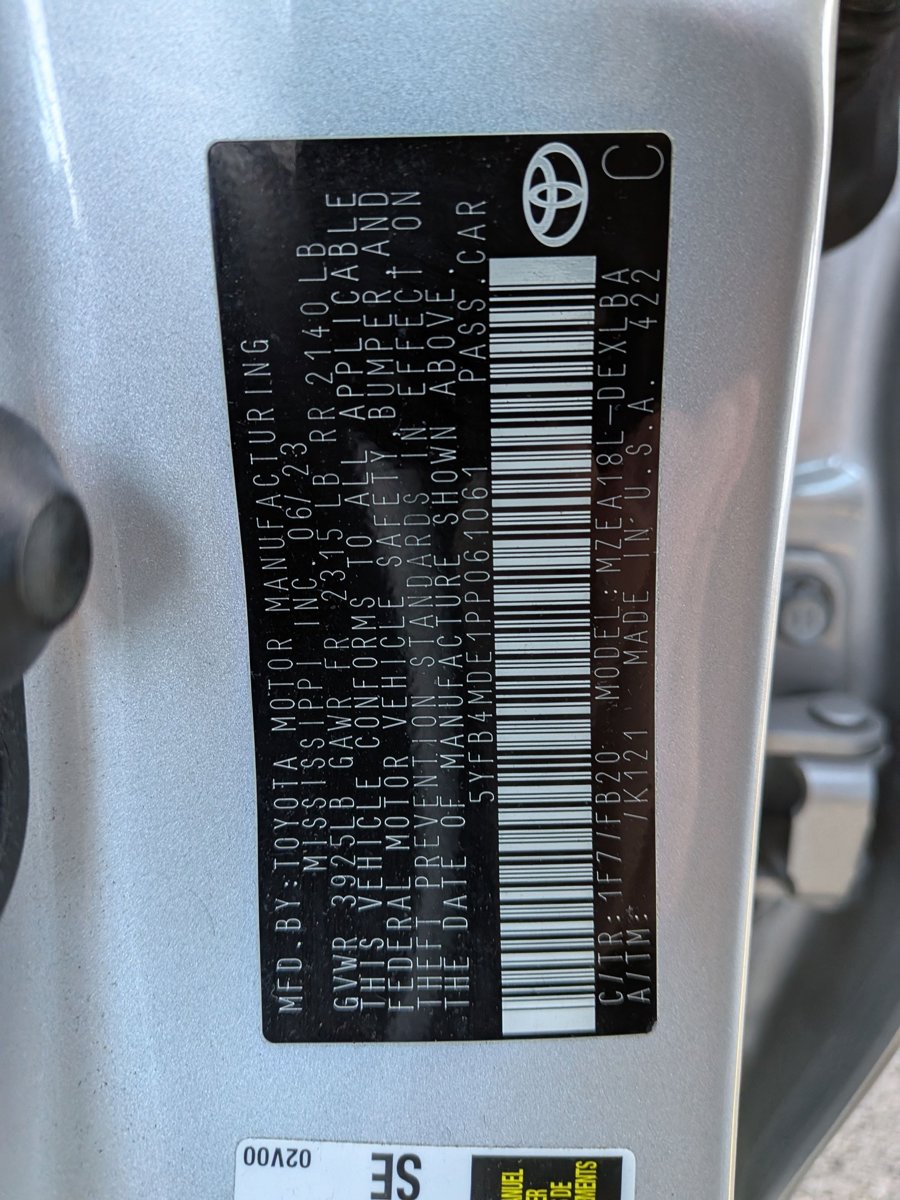 MFD.BY:TOYOTA MOTOR MANUFACTURING
MISSISSIPPI INC. 06/23
GVWR 3925LB GAWR FR 2315 LB RR 2140 LB
THIS VEHICLE CONFORMS TO ALL APPLICABLE
FEDERAL MOTOR VEHICLE SAFETY, BUMPER, AND
THEFT PREVENTION STANDARDS IN EFFECT ON
THE DATE OF MANUFACTURE SHOWN ABOVE.
5YFB4MDE1PP061061 PASS.CAR
C/TR: 1F7/FB20 MODEL: MZEA18L-DEXLBA
A/TM: /K121 MADE IN U.S.A. 422
C
02V00
SE